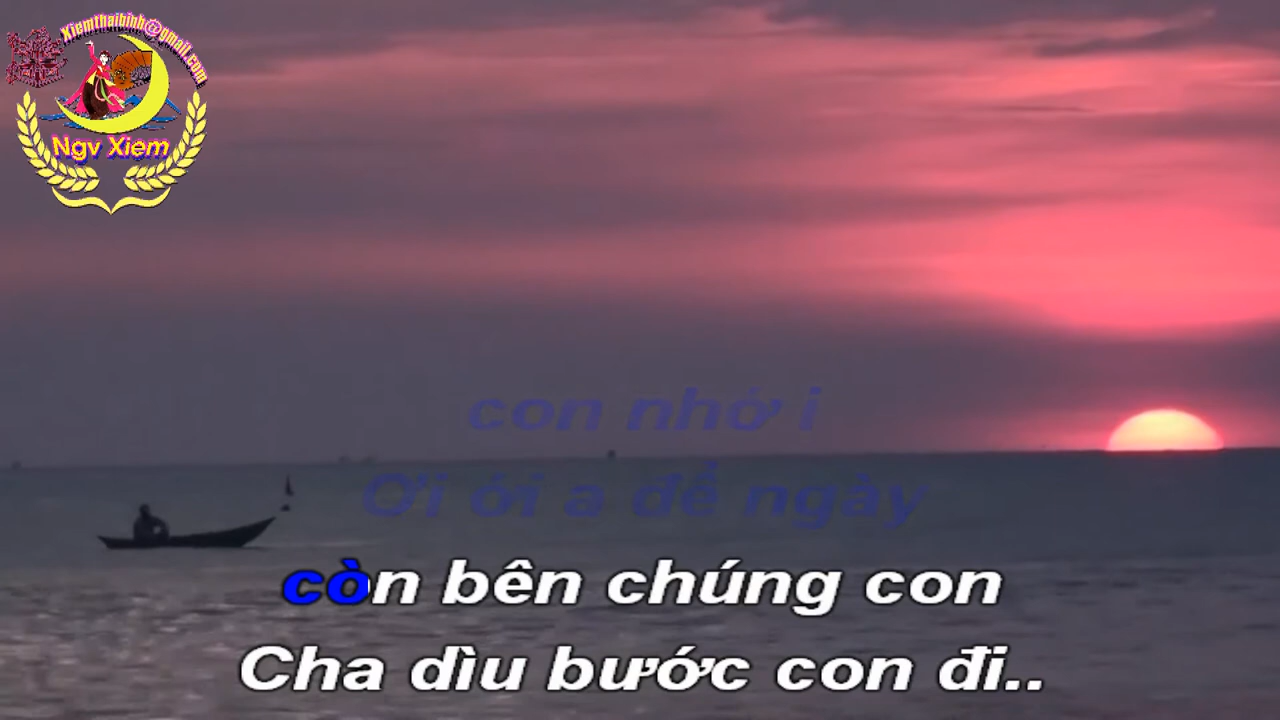 Xiemthaibinh@gmail.com
Ngv Xiem
con nhớ i
Ơi ời a để ngày
còn bên chúng con
Cha dìu bước con đi..